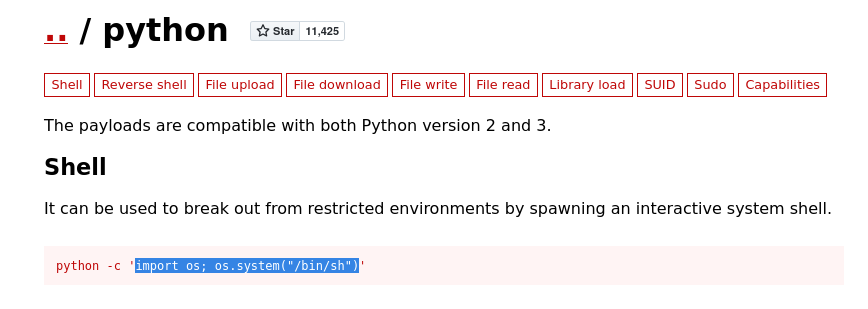 .. / python Star 11,425
Shell Reverse shell File upload File download File write File read Library load SUID Sudo Capabilities
The payloads are compatible with both Python version 2 and 3.
Shell
It can be used to break out from restricted environments by spawning an interactive system shell.
python -c 'import os; os.system("/bin/sh")'